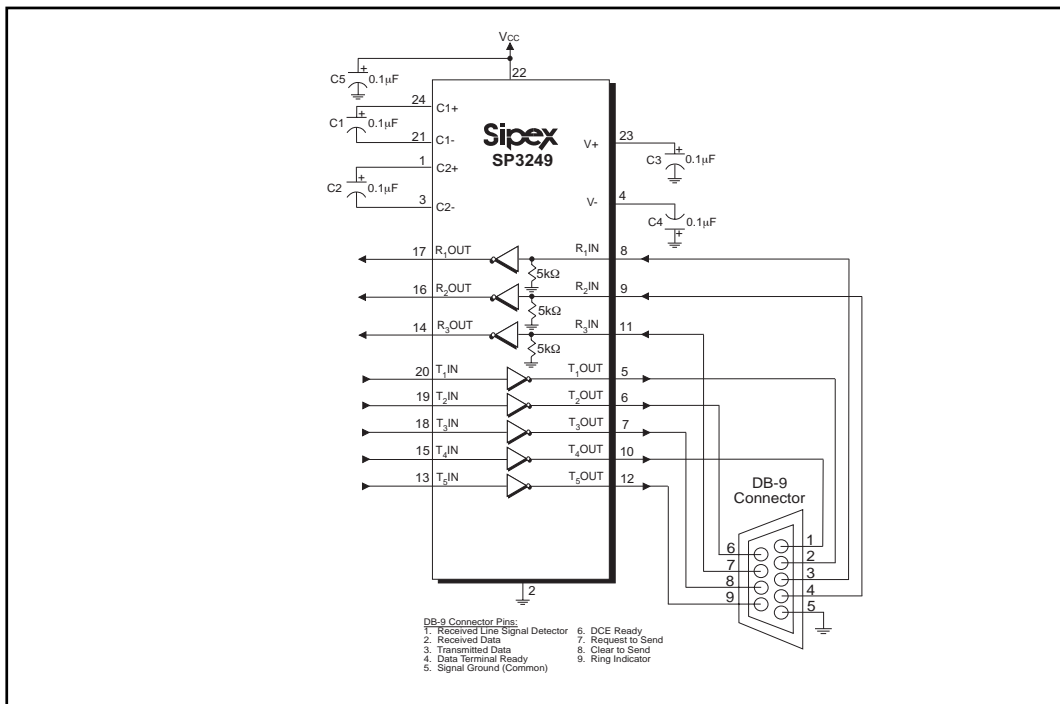 VCC
22
C5
+
0.1µF
24
C1+
C1
+
0.1µF
21
C1-
1
C2+
C2
+
0.1µF
3
C2-
Sipex
SP3249
V+
23
C3
+
0.1µF
V-
4
C4
0.1µF
+
17 R1OUT R1IN 8
5kΩ
16 R2OUT R2IN 9
5kΩ
14 R3OUT R3IN 11
5kΩ
20 T1IN T1OUT 5
19 T2IN T2OUT 6
18 T3IN T3OUT 7
15 T4IN T4OUT 10
13 T5IN T5OUT 12
2
DB-9
Connector
6
7
8
9
1
2
3
4
5
DB-9 Connector Pins:
1. Received Line Signal Detector 6. DCE Ready
2. Received Data 7. Request to Send
3. Transmitted Data 8. Clear to Send
4. Data Terminal Ready 9. Ring Indicator
5. Signal Ground (Common)